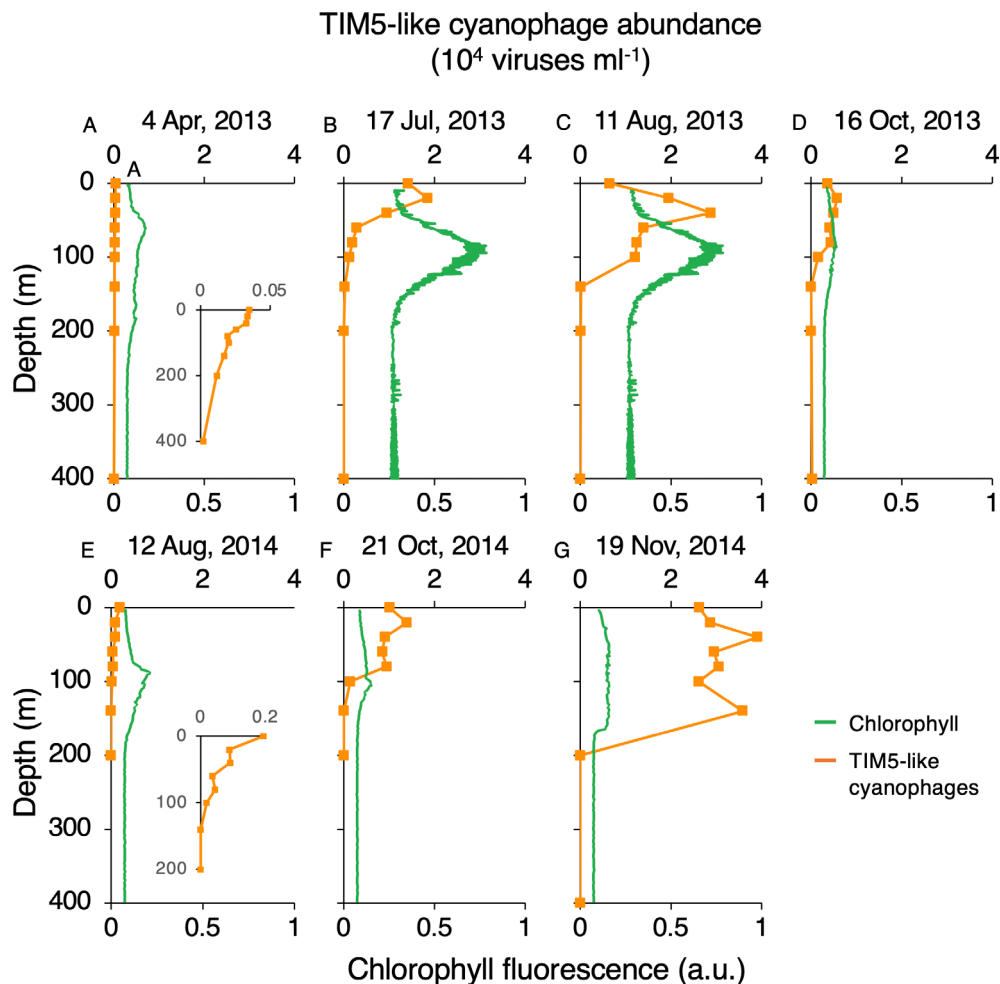 TIM5-like cyanophage abundance
(10⁴ viruses ml⁻¹)
A 4 Apr, 2013 B 17 Jul, 2013 C 11 Aug, 2013 D 16 Oct, 2013
0 2 4 0 2 4 0 2 4 0 2 4
A
0
100
200
300
400
Depth (m)
0 0.05
0
200
400
0 0.5 1 0 0.5 1 0 0.5 1 0 0.5 1
E 12 Aug, 2014 F 21 Oct, 2014 G 19 Nov, 2014
0 2 4 0 2 4 0 2 4
0
100
200
300
400
Depth (m)
0 0.2
0
100
200
0 0.5 1 0 0.5 1 0 0.5 1
Chlorophyll
TIM5-like
cyanophages
Chlorophyll fluorescence (a.u.)